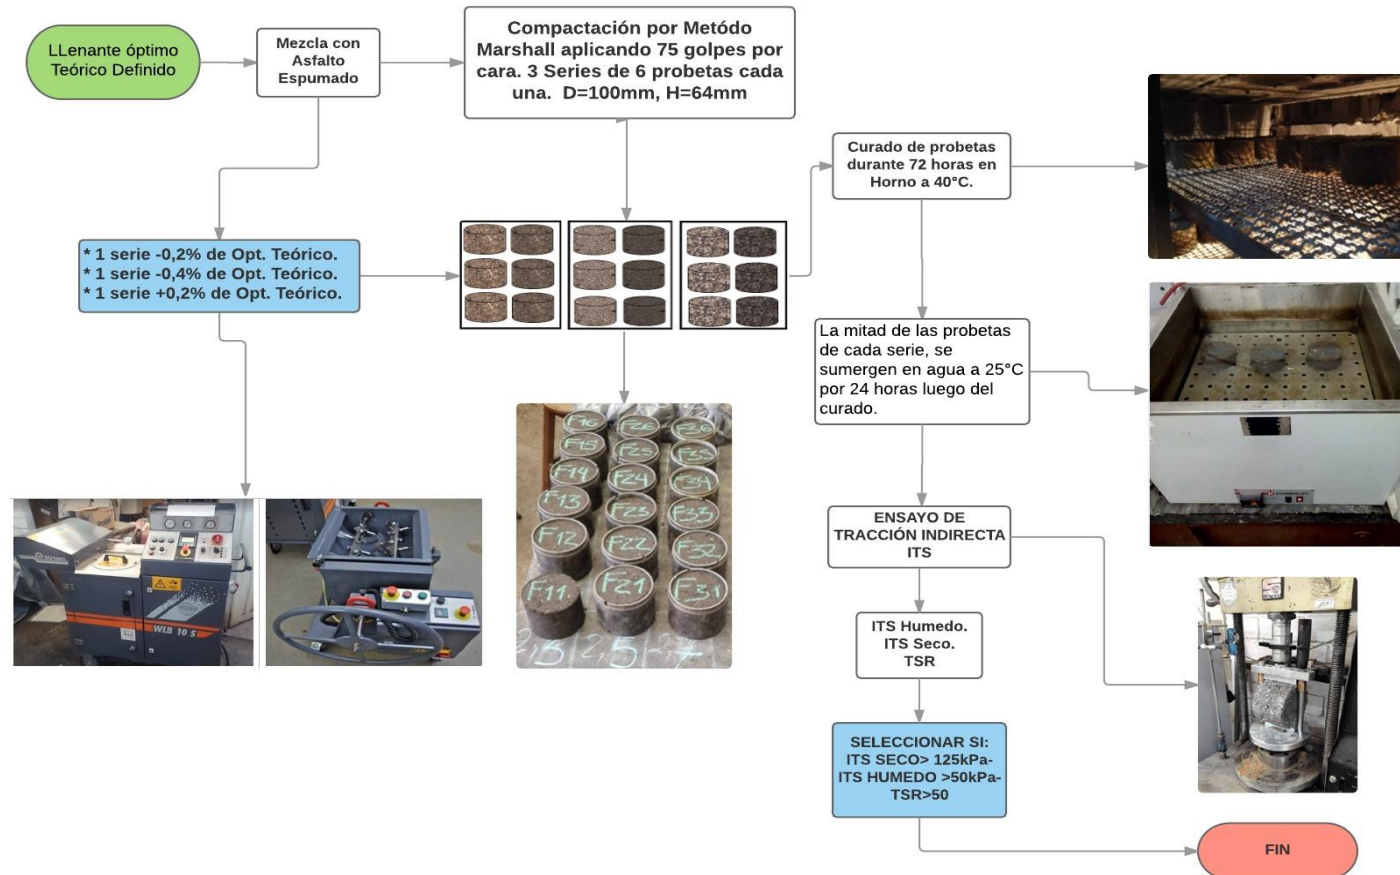 LLenante óptimo
Teórico Definido
Mezcla con
Asfalto
Espumado
Compactación por Metódo
Marshall aplicando 75 golpes por
cara. 3 Series de 6 probetas cada
una. D=100mm, H=64mm
* 1 serie -0,2% de Opt. Teórico.
* 1 serie -0,4% de Opt. Teórico.
* 1 serie +0,2% de Opt. Teórico.
Curado de probetas
durante 72 horas en
Horno a 40°C.
La mitad de las probetas
de cada serie, se
sumergen en agua a 25°C
por 24 horas luego del
curado.
ENSAYO DE
TRACCIÓN INDIRECTA
ITS
ITS Humedo.
ITS Seco.
TSR
SELECCIONAR SI:
ITS SECO> 125kPa-
ITS HUMEDO >50kPa-
TSR>50
FIN
WLB 10 S
F16 F26 F36
F15 F25 F35
F14 F24 F34
F13 F23 F33
F12 F22 F32
F11 F21 F31
2,5